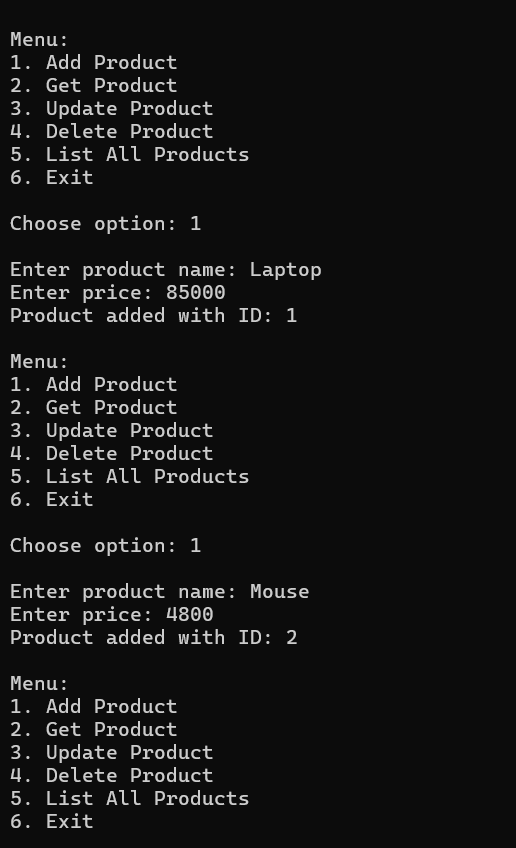 Menu:
1. Add Product
2. Get Product
3. Update Product
4. Delete Product
5. List All Products
6. Exit
Choose option: 1
Enter product name: Laptop
Enter price: 85000
Product added with ID: 1
Menu:
1. Add Product
2. Get Product
3. Update Product
4. Delete Product
5. List All Products
6. Exit
Choose option: 1
Enter product name: Mouse
Enter price: 4800
Product added with ID: 2
Menu:
1. Add Product
2. Get Product
3. Update Product
4. Delete Product
5. List All Products
6. Exit